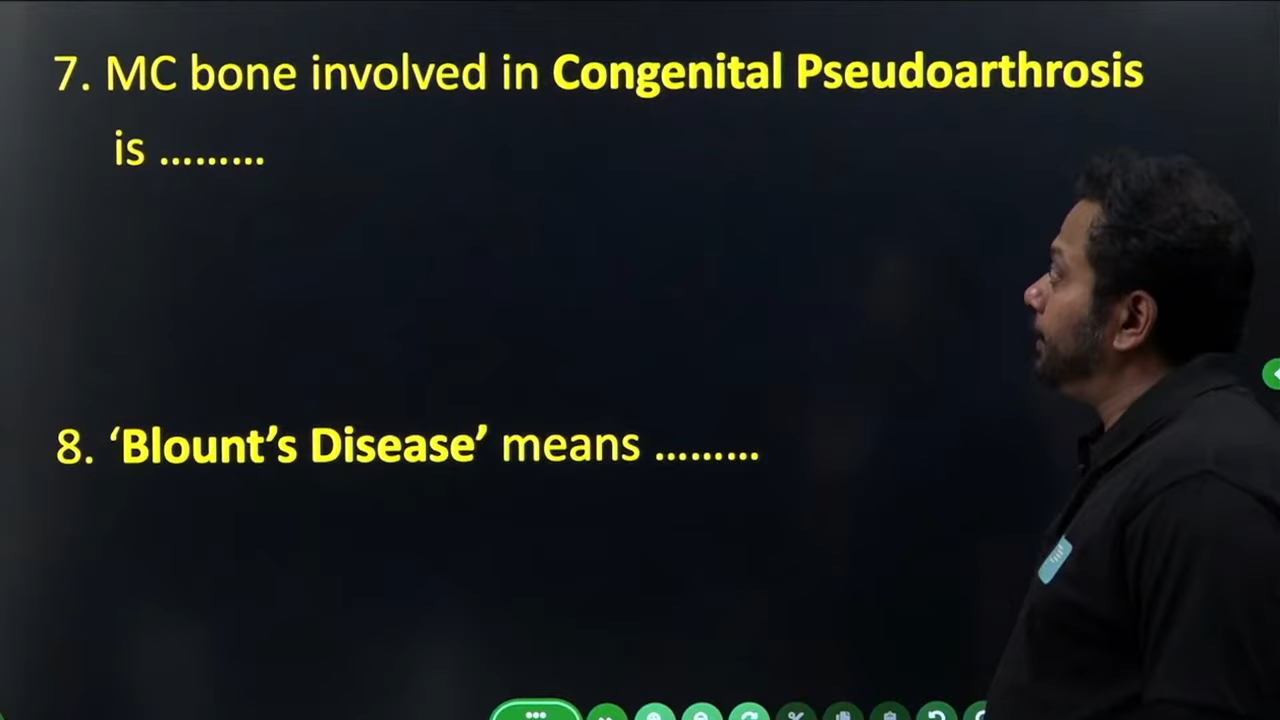 7. MC bone involved in Congenital Pseudoarthrosis
is ………
8. ‘Blount’s Disease’ means ………